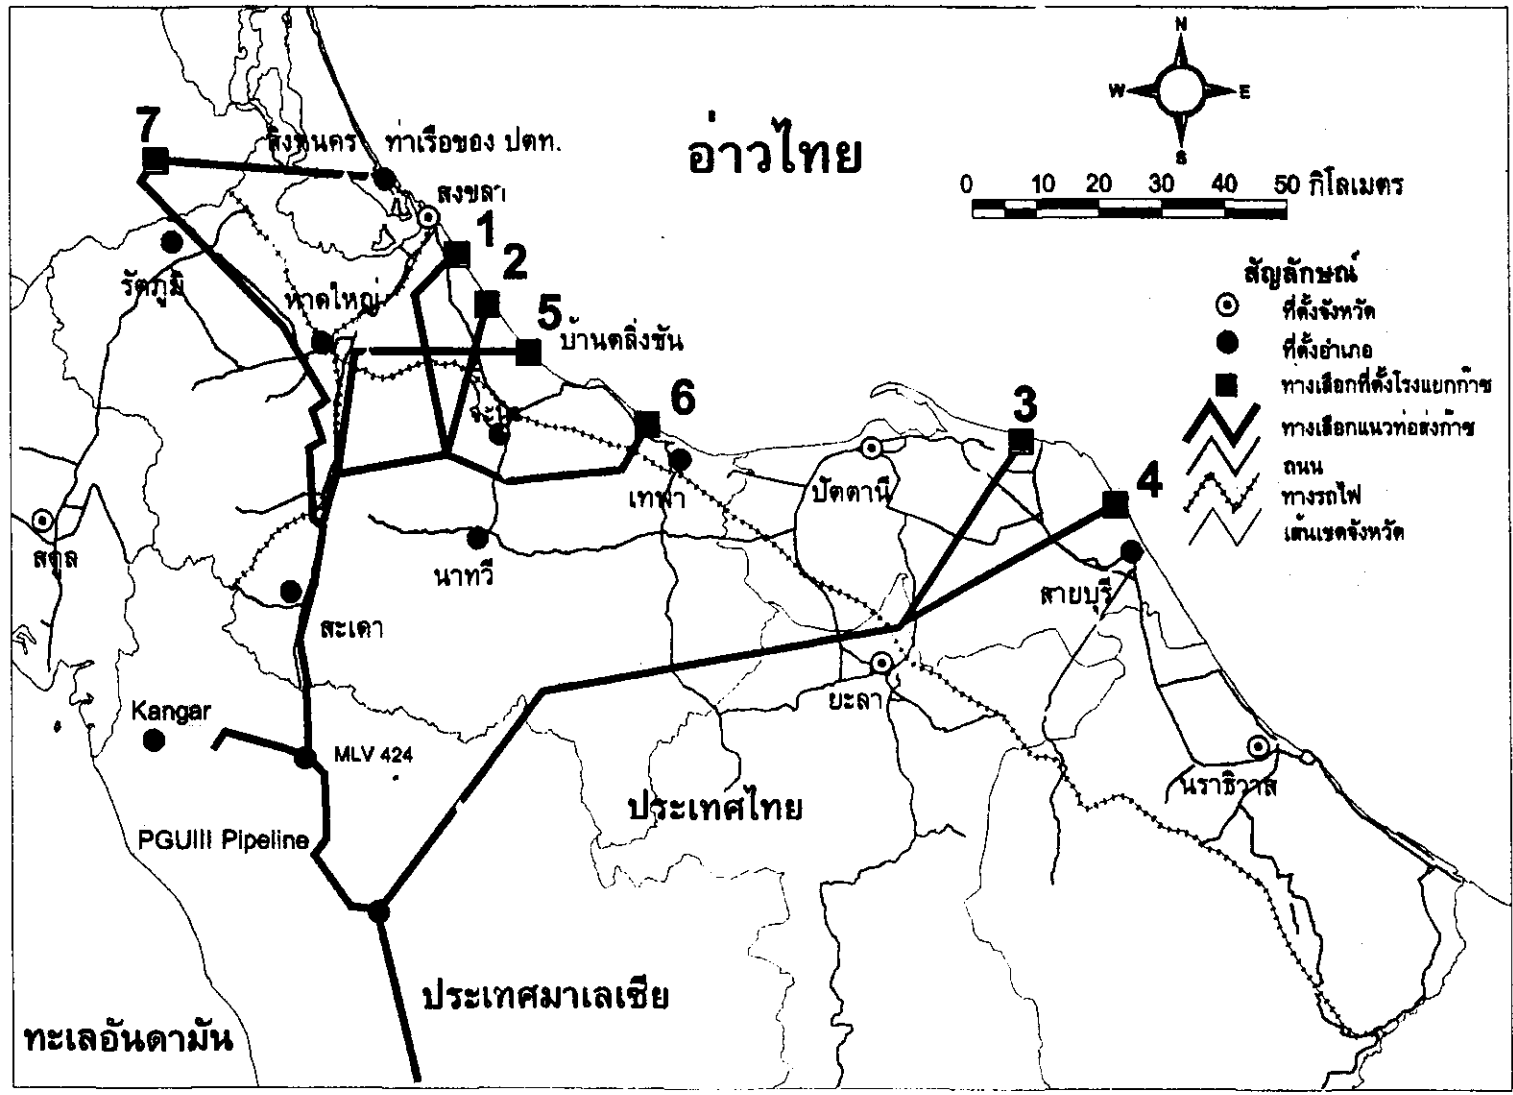 N
W E
S
7
สิงหนคร ท่าเรือของ ปตท.
อ่าวไทย
0 10 20 30 40 50 กิโลเมตร
สงขลา
1
2
รัตภูมิ
หาดใหญ่
5
บ้านตลิ่งชัน
สัญลักษณ์
ที่ตั้งจังหวัด
ที่ตั้งอำเภอ
ทางเลือกที่ตั้งโรงแยกก๊าซ
ทางเลือกแนวท่อส่งก๊าซ
ถนน
ทางรถไฟ
เส้นเขตจังหวัด
6
3
จะนะ
เทพา
ปัตตานี
4
สตูล
นาทวี
สายบุรี
สะเดา
ยะลา
Kangar
MLV 424
นราธิวาส
ประเทศไทย
PGUIII Pipeline
ประเทศมาเลเซีย
ทะเลอันดามัน